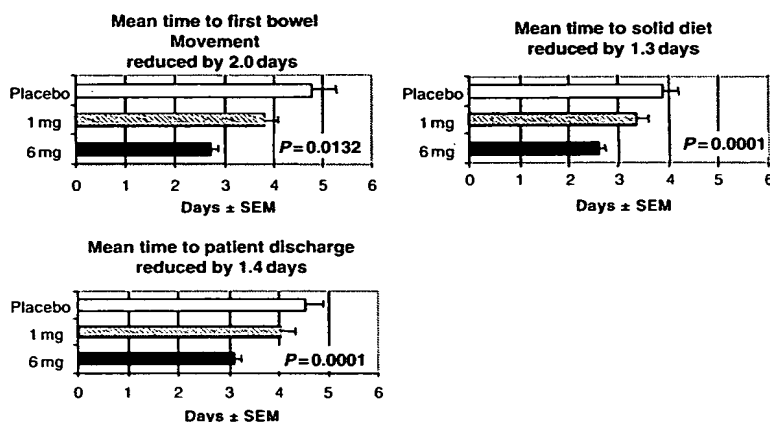 Mean time to first bowel
Movement
reduced by 2.0 days
Placebo
1 mg
6 mg
P=0.0132
0 1 2 3 4 5 6
Days ± SEM
Mean time to solid diet
reduced by 1.3 days
Placebo
1 mg
6 mg
P=0.0001
0 1 2 3 4 5 6
Days ± SEM
Mean time to patient discharge
reduced by 1.4 days
Placebo
1 mg
6 mg
P=0.0001
0 1 2 3 4 5 6
Days ± SEM